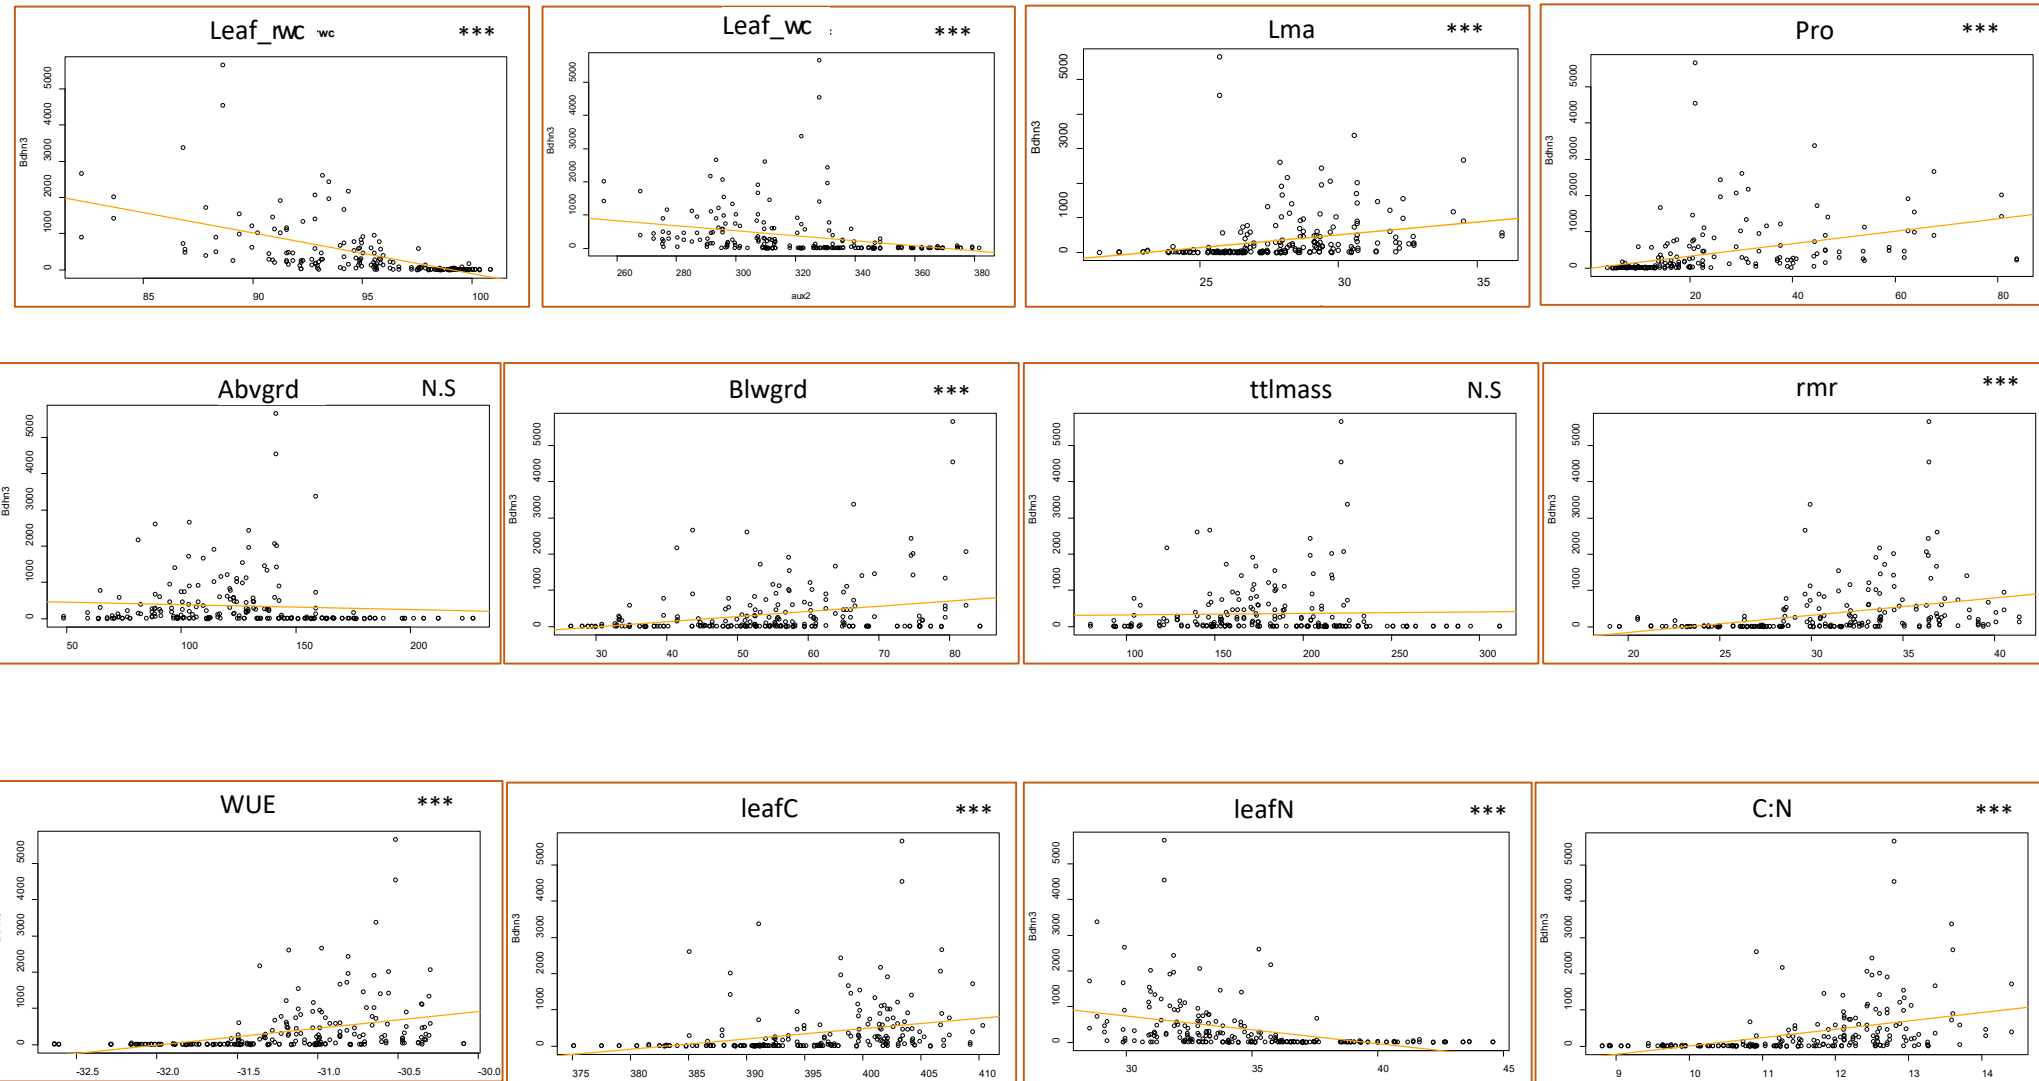 Leaf_rwc wc ***
Bdhn3
0 1000 2000 3000 4000 5000
85 90 95 100
Leaf_wc ***
Bdhn3
0 1000 2000 3000 4000 5000
260 280 300 320 340 360 380
aux2
Lma ***
Bdhn3
0 1000 3000 5000
25 30 35
Pro ***
Bdhn3
0 1000 2000 3000 4000 5000
20 40 60 80
Abvgrd N.S
Bdhn3
0 1000 2000 3000 4000 5000
50 100 150 200
Blwgrd ***
Bdhn3
0 1000 2000 3000 4000 5000
30 40 50 60 70 80
ttlmass N.S
Bdhn3
0 1000 2000 3000 4000 5000
100 150 200 250 300
rmr ***
Bdhn3
0 1000 2000 3000 4000 5000
20 25 30 35 40
WUE ***
0 1000 2000 3000 4000 5000
-32.5 -32.0 -31.5 -31.0 -30.5 -30.0
leafC ***
Bdhn3
0 1000 2000 3000 4000 5000
375 380 385 390 395 400 405 410
leafN ***
Bdhn3
0 1000 2000 3000 4000 5000
30 35 40 45
C:N ***
Bdhn3
0 1000 2000 3000 4000 5000
9 10 11 12 13 14